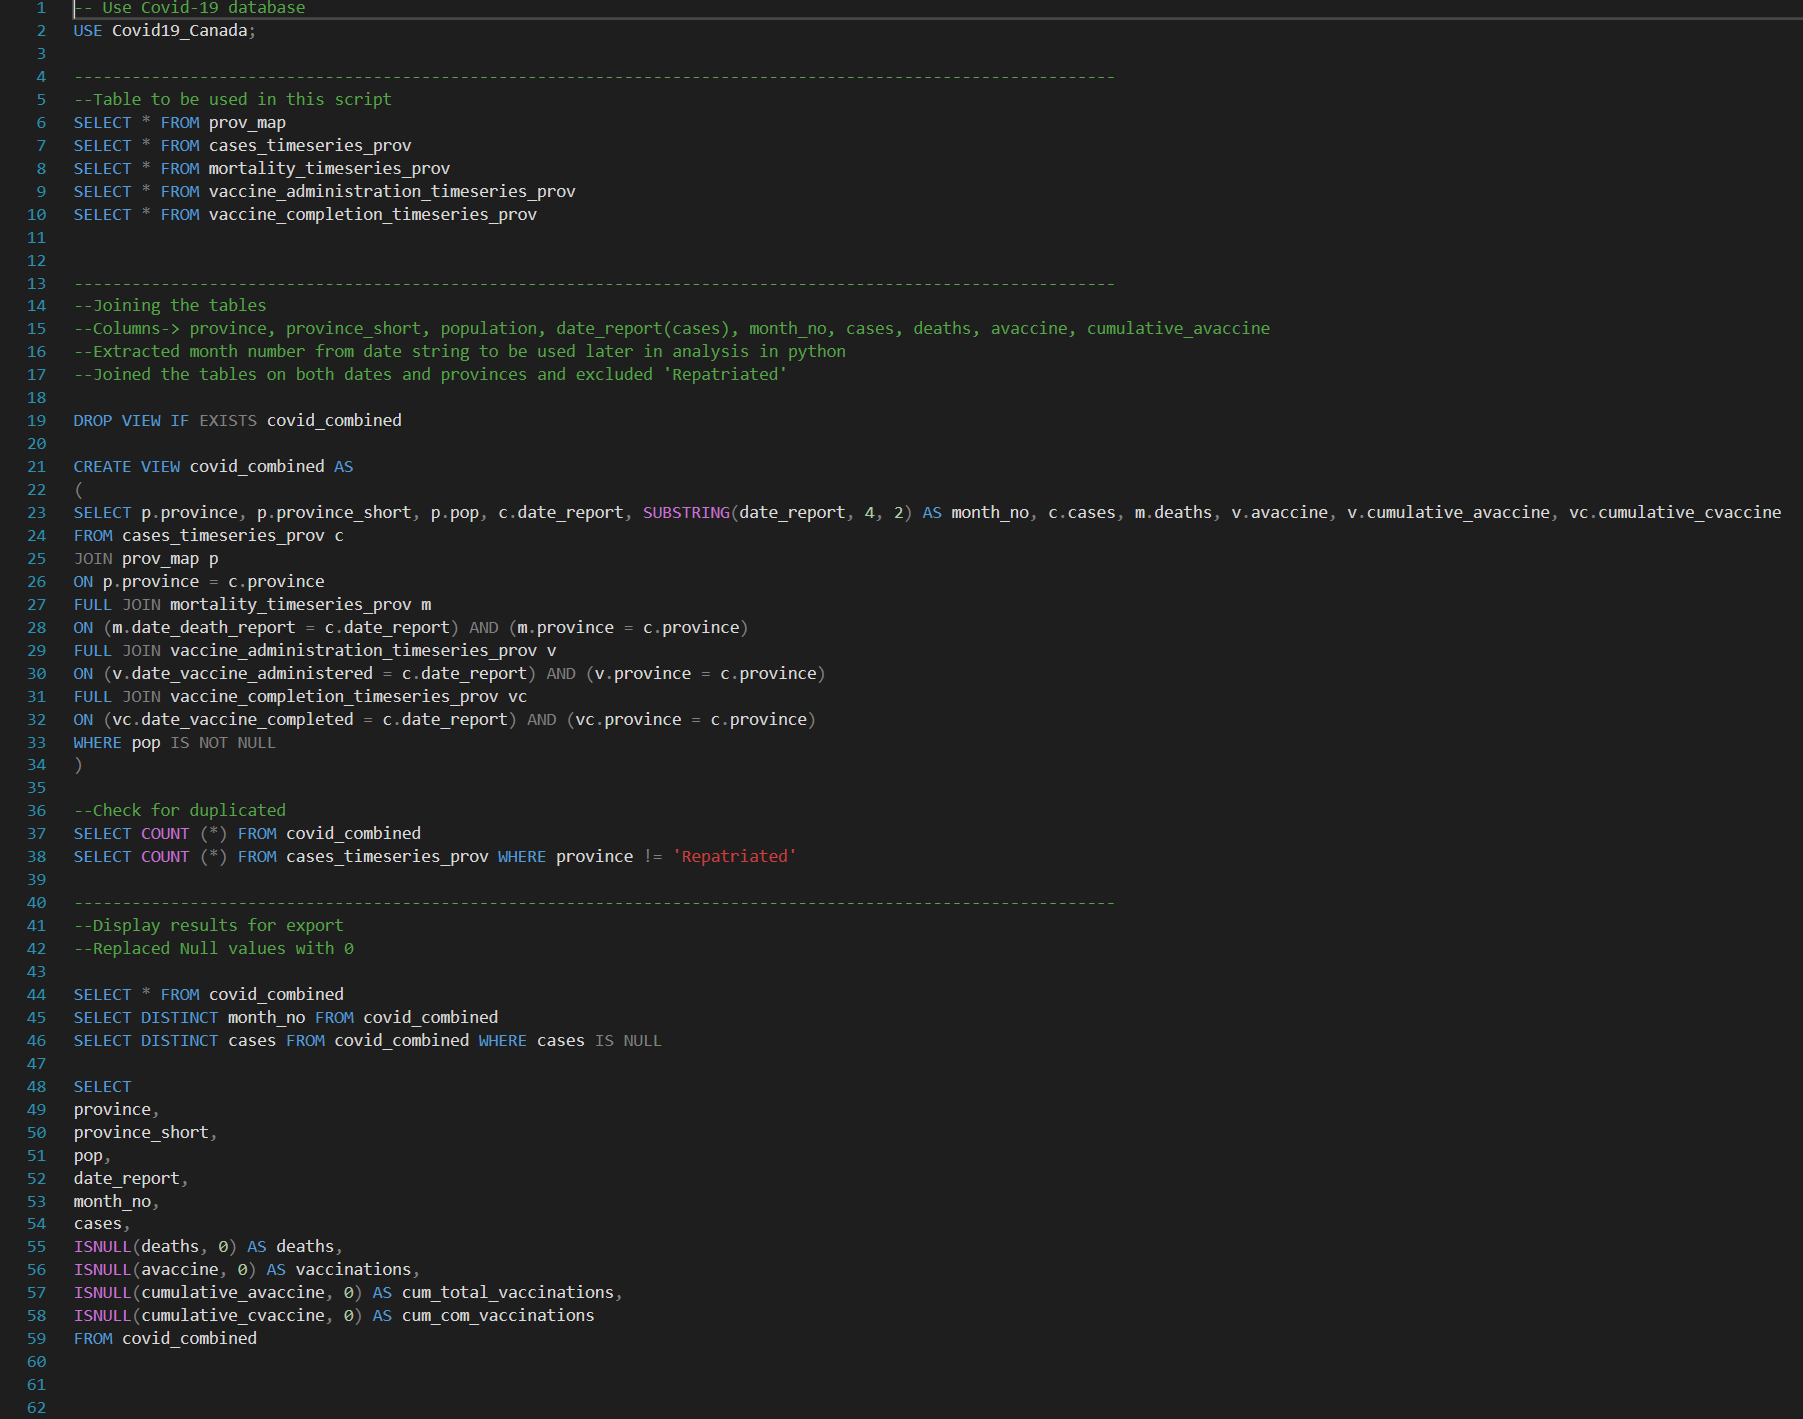 1 -- Use Covid-19 database
2 USE Covid19_Canada;
3
4 ------------------------------------------------------------------------------------------------------------
5 --Table to be used in this script
6 SELECT * FROM prov_map
7 SELECT * FROM cases_timeseries_prov
8 SELECT * FROM mortality_timeseries_prov
9 SELECT * FROM vaccine_administration_timeseries_prov
10 SELECT * FROM vaccine_completion_timeseries_prov
11
12
13 ------------------------------------------------------------------------------------------------------------
14 --Joining the tables
15 --Columns-> province, province_short, population, date_report(cases), month_no, cases, deaths, avaccine, cumulative_avaccine
16 --Extracted month number from date string to be used later in analysis in python
17 --Joined the tables on both dates and provinces and excluded 'Repatriated'
18
19 DROP VIEW IF EXISTS covid_combined
20
21 CREATE VIEW covid_combined AS
22 (
23 SELECT p.province, p.province_short, p.pop, c.date_report, SUBSTRING(date_report, 4, 2) AS month_no, c.cases, m.deaths, v.avaccine, v.cumulative_avaccine, vc.cumulative_cvaccine
24 FROM cases_timeseries_prov c
25 JOIN prov_map p
26 ON p.province = c.province
27 FULL JOIN mortality_timeseries_prov m
28 ON (m.date_death_report = c.date_report) AND (m.province = c.province)
29 FULL JOIN vaccine_administration_timeseries_prov v
30 ON (v.date_vaccine_administered = c.date_report) AND (v.province = c.province)
31 FULL JOIN vaccine_completion_timeseries_prov vc
32 ON (vc.date_vaccine_completed = c.date_report) AND (vc.province = c.province)
33 WHERE pop IS NOT NULL
34 )
35
36 --Check for duplicated
37 SELECT COUNT (*) FROM covid_combined
38 SELECT COUNT (*) FROM cases_timeseries_prov WHERE province != 'Repatriated'
39
40 ------------------------------------------------------------------------------------------------------------
41 --Display results for export
42 --Replaced Null values with 0
43
44 SELECT * FROM covid_combined
45 SELECT DISTINCT month_no FROM covid_combined
46 SELECT DISTINCT cases FROM covid_combined WHERE cases IS NULL
47
48 SELECT
49 province,
50 province_short,
51 pop,
52 date_report,
53 month_no,
54 cases,
55 ISNULL(deaths, 0) AS deaths,
56 ISNULL(avaccine, 0) AS vaccinations,
57 ISNULL(cumulative_avaccine, 0) AS cum_total_vaccinations,
58 ISNULL(cumulative_cvaccine, 0) AS cum_com_vaccinations
59 FROM covid_combined
60
61
62